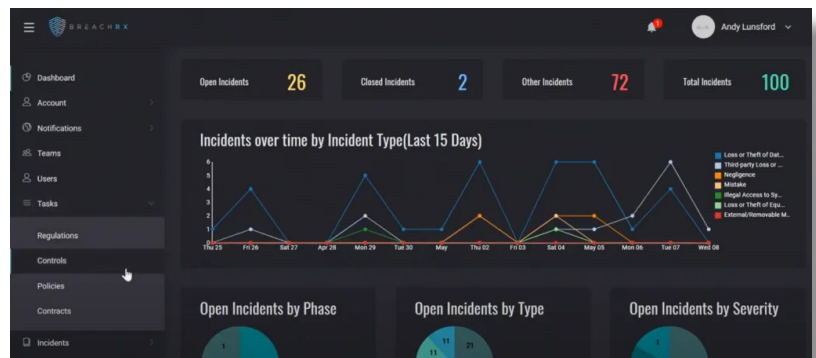 BREACHRX
1
Andy Lunsford
Dashboard
Account
Notifications
Teams
Users
Tasks
Regulations
Controls
Policies
Contracts
Incidents
Open Incidents 26
Closed Incidents 2
Other Incidents 72
Total Incidents 100
Incidents over time by Incident Type(Last 15 Days)
6
5
4
3
2
1
0
Thu 25 Fri 26 Sat 27 Apr 28 Mon 29 Tue 30 May Thu 02 Fri 03 Sat 04 May 05 Mon 06 Tue 07 Wed 08
Loss or Theft of Dat...
Third-party Loss or ...
Negligence
Mistake
Illegal Access to Sy...
Loss or Theft of Equ...
External/Removable M...
Open Incidents by Phase
1
Open Incidents by Type
11 21
11
Open Incidents by Severity
1